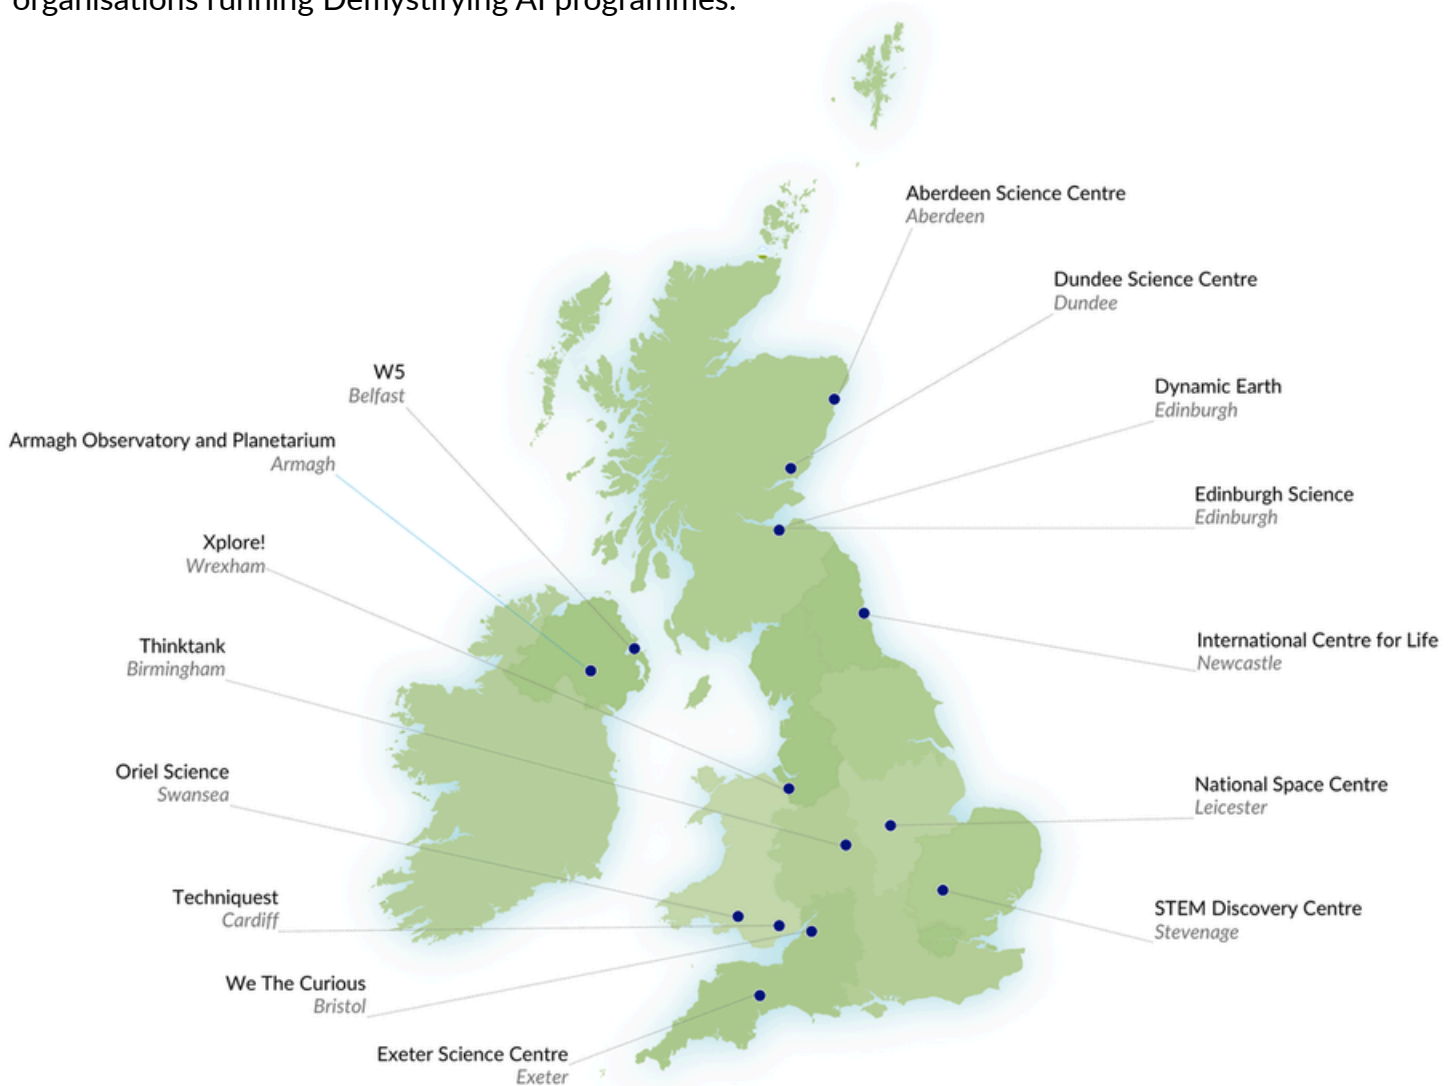 organisations running Demystifying AI programmes.
Aberdeen Science Centre
Aberdeen
Dundee Science Centre
Dundee
W5
Belfast
Dynamic Earth
Edinburgh
Armagh Observatory and Planetarium
Armagh
Edinburgh Science
Edinburgh
Xplore!
Wrexham
International Centre for Life
Newcastle
Thinktank
Birmingham
Oriel Science
Swansea
National Space Centre
Leicester
Techniquest
Cardiff
STEM Discovery Centre
Stevenage
We The Curious
Bristol
Exeter Science Centre
Exeter